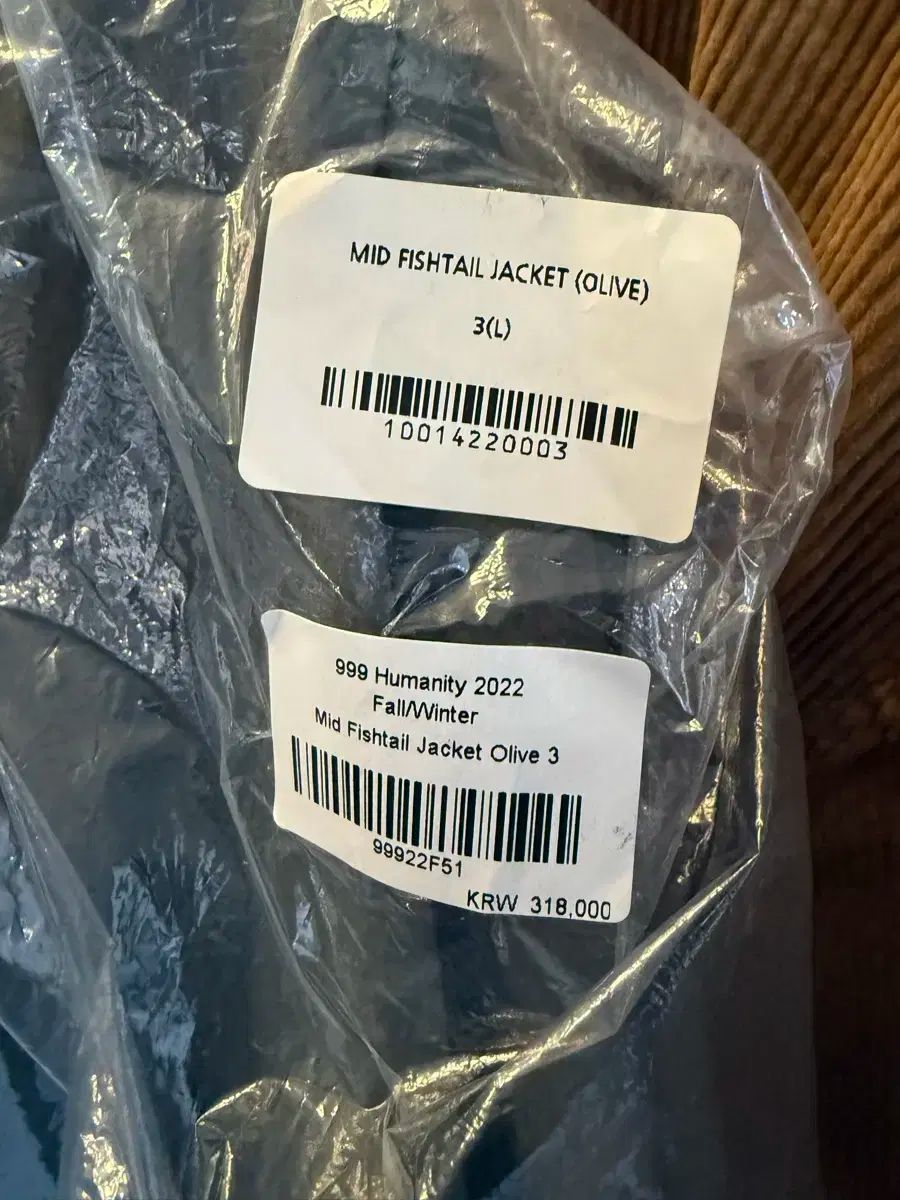 MID FISHTAIL JACKET (OLIVE)
3(L)
10014220003
999 Humanity 2022
Fall/Winter
Mid Fishtail Jacket Olive 3
99922F51
KRW 318,000